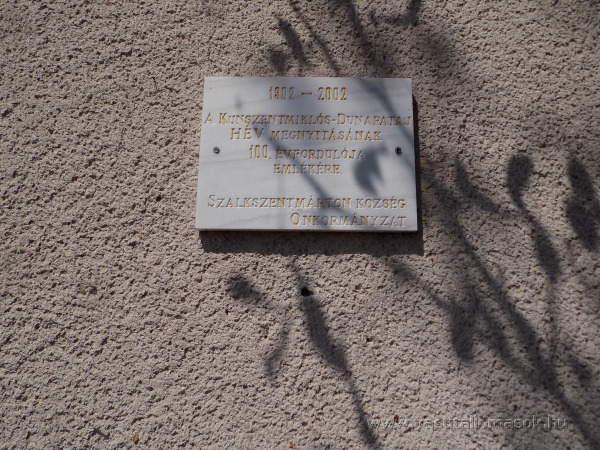 1902 – 2002
A KUNSZENTMIKLÓS-DUNAPATAJ
HÉV MEGNYITÁSÁNAK
100. ÉVFORDULÓJA
EMLÉKÉRE
SZALKSZENTMÁRTON KÖZSÉG
ÖNKORMÁNYZAT
www.vasutallomasok.hu